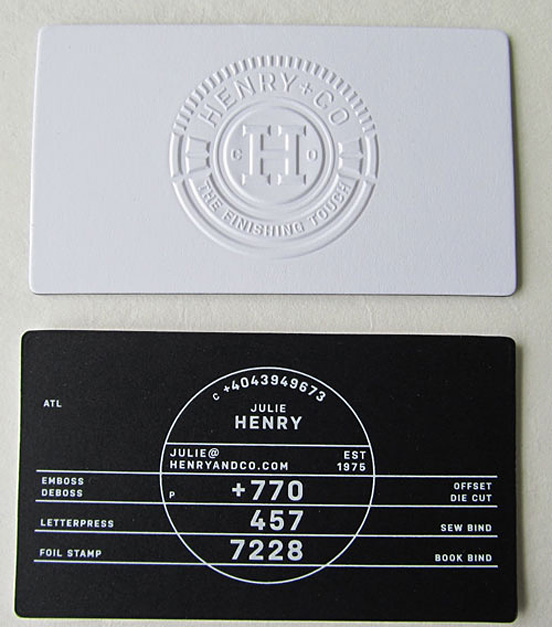 HENRY+CO
C H O
THE FINISHING TOUCH
C +4043949673
ATL
JULIE
HENRY
JULIE@ EST
HENRYANDCO.COM 1975
EMBOSS OFFSET
DEBOSS P +770 DIE CUT
LETTERPRESS 457 SEW BIND
FOIL STAMP 7228 BOOK BIND